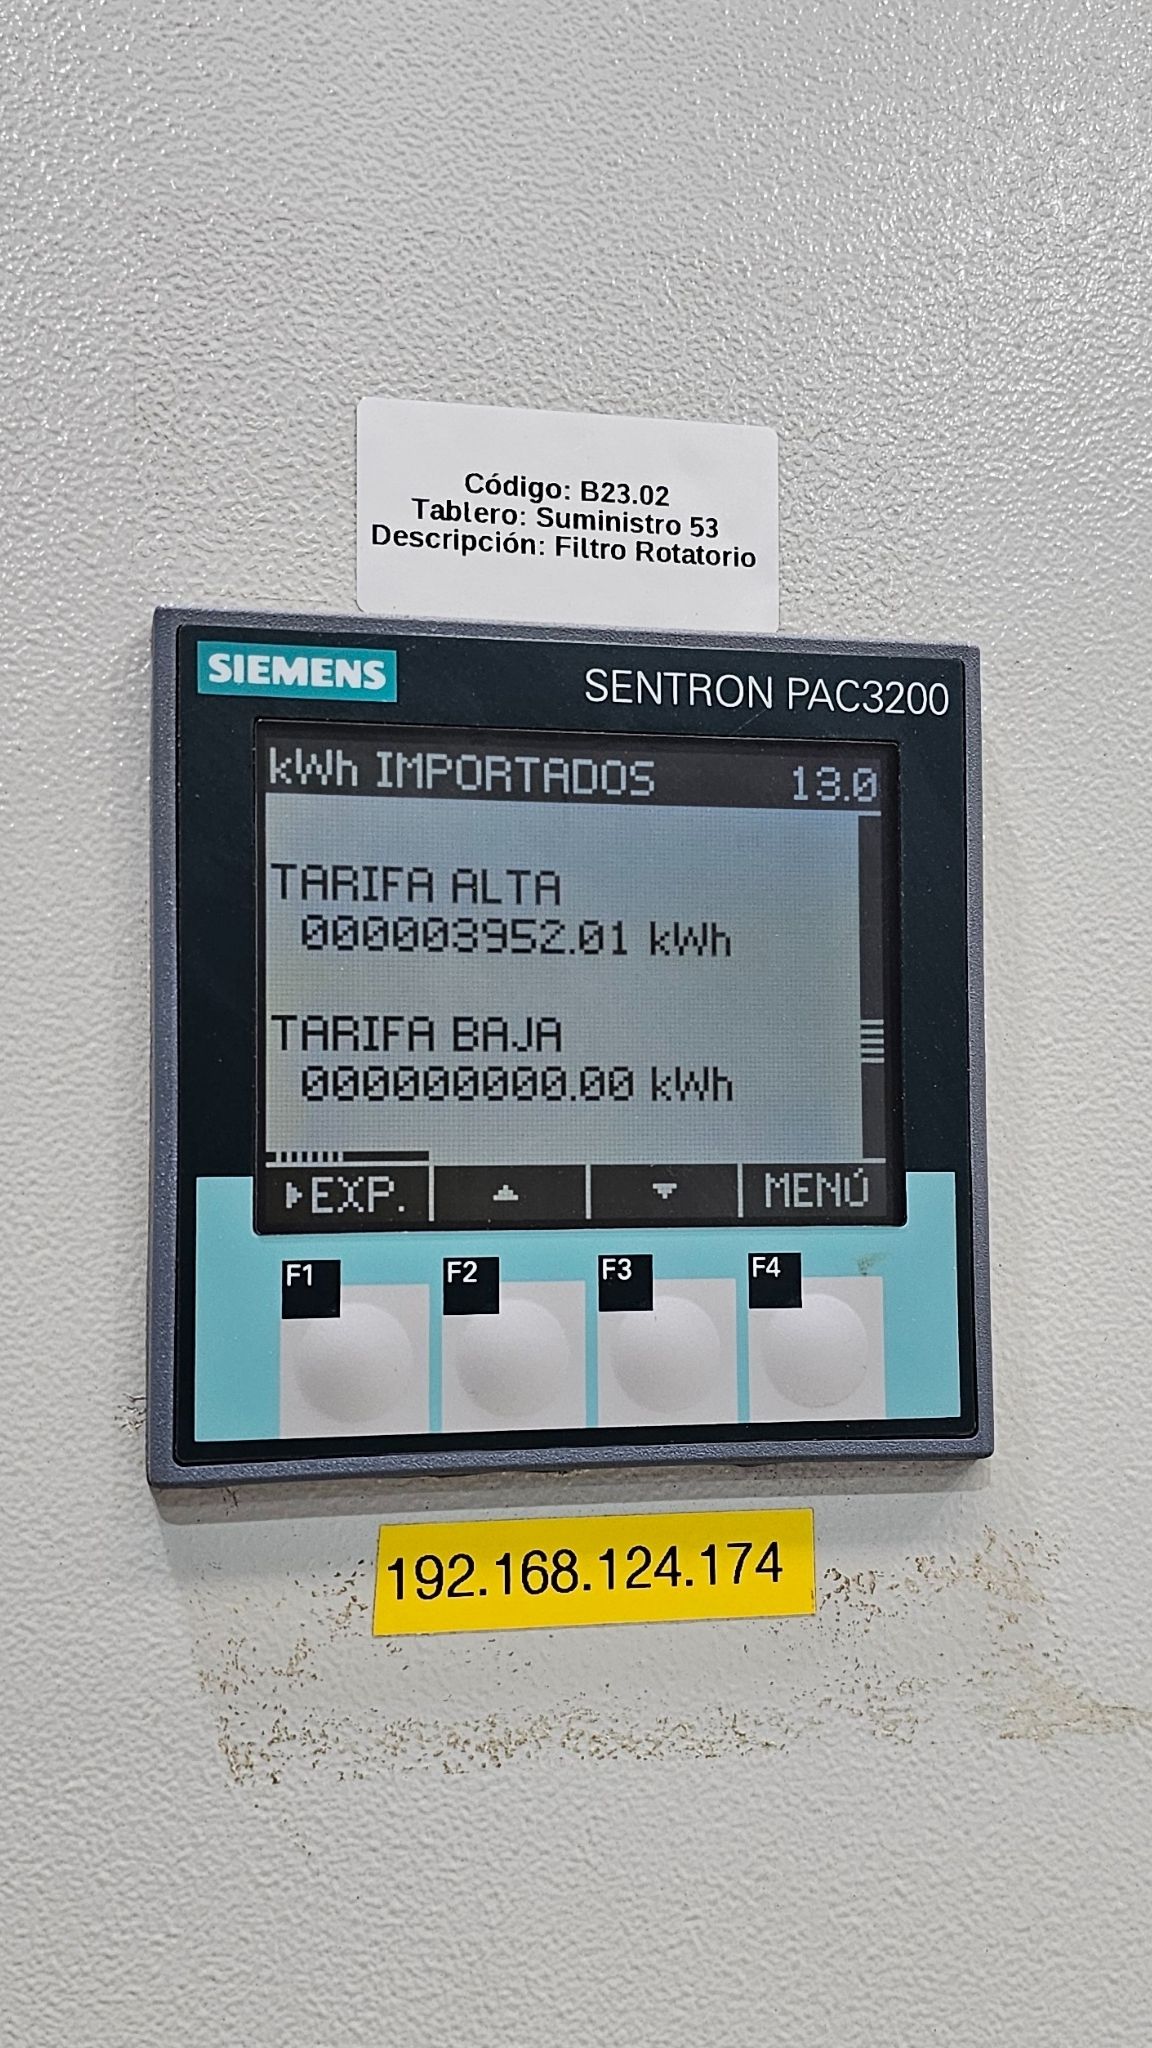 Código: B23.02
Tablero: Suministro 53
Descripción: Filtro Rotatorio
SIEMENS
SENTRON PAC3200
kWh IMPORTADOS 13.0
TARIFA ALTA
000003952.01 kWh
TARIFA BAJA
000000000.00 kWh
►EXP. ▲ ▼ MENÚ
F1 F2 F3 F4
192.168.124.174